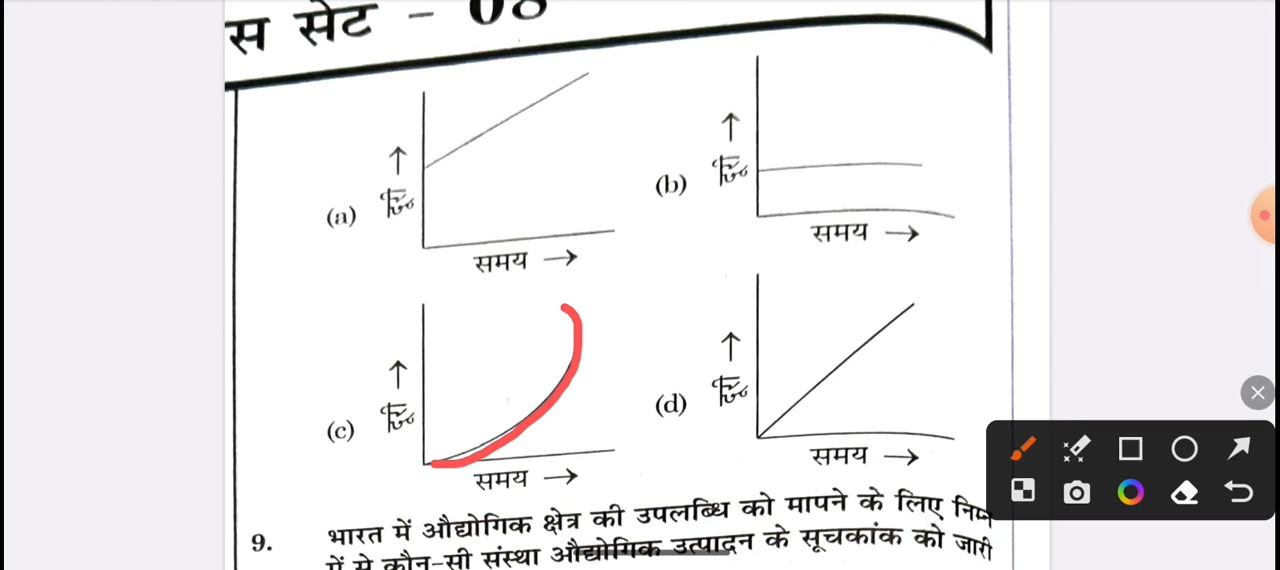 स सेट - 08
(a) दूरी → समय →
(b) दूरी → समय →
(c) दूरी → समय →
(d) दूरी → समय →
9. भारत में औद्योगिक क्षेत्र की उपलब्धि को मापने के लिए निम्न
में से कौन-सी संस्था औद्योगिक उत्पादन के सूचकांक को जारी